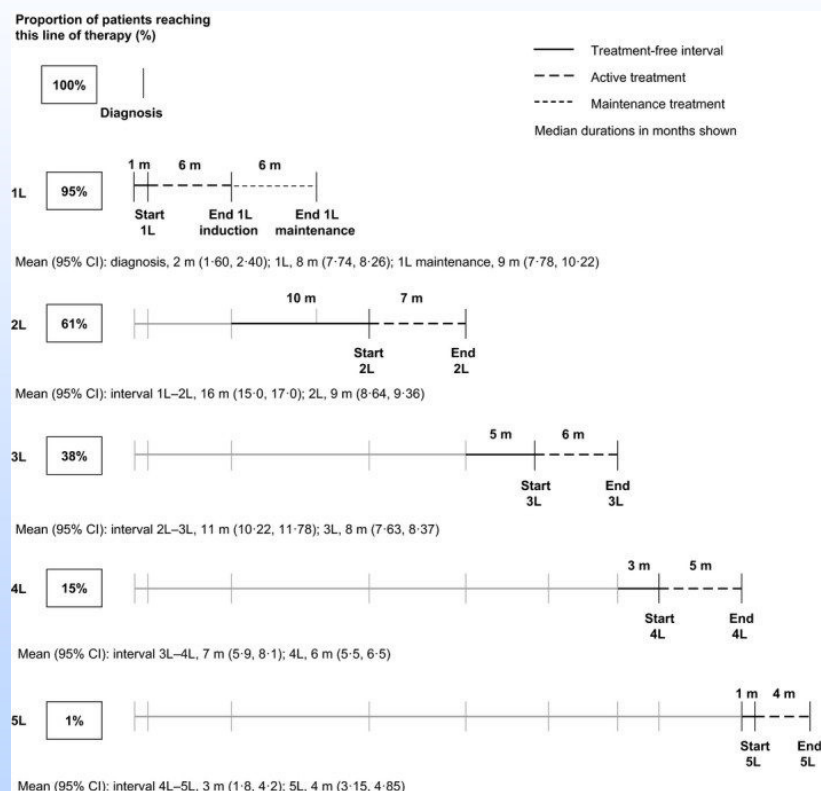 Proportion of patients reaching
this line of therapy (%)
Treatment-free interval
Active treatment
Maintenance treatment
Median durations in months shown
100%
Diagnosis
1L 95% 1 m 6 m 6 m
Start
1L
End 1L
induction
End 1L
maintenance
Mean (95% CI): diagnosis, 2 m (1·60, 2·40); 1L, 8 m (7·74, 8·26); 1L maintenance, 9 m (7·78, 10·22)
10 m 7 m
2L 61%
Start
2L
End
2L
Mean (95% CI): interval 1L–2L, 16 m (15·0, 17·0); 2L, 9 m (8·64, 9·36)
5 m 6 m
3L 38%
Start
3L
End
3L
Mean (95% CI): interval 2L–3L, 11 m (10·22, 11·78); 3L, 8 m (7·63, 8·37)
3 m 5 m
4L 15%
Start
4L
End
4L
Mean (95% CI): interval 3L–4L, 7 m (5·9, 8·1); 4L, 6 m (5·5, 6·5)
1 m 4 m
5L 1%
Start
5L
End
5L
Mean (95% CI): interval 4L–5L, 3 m (1·8, 4·2); 5L, 4 m (3·15, 4·85)